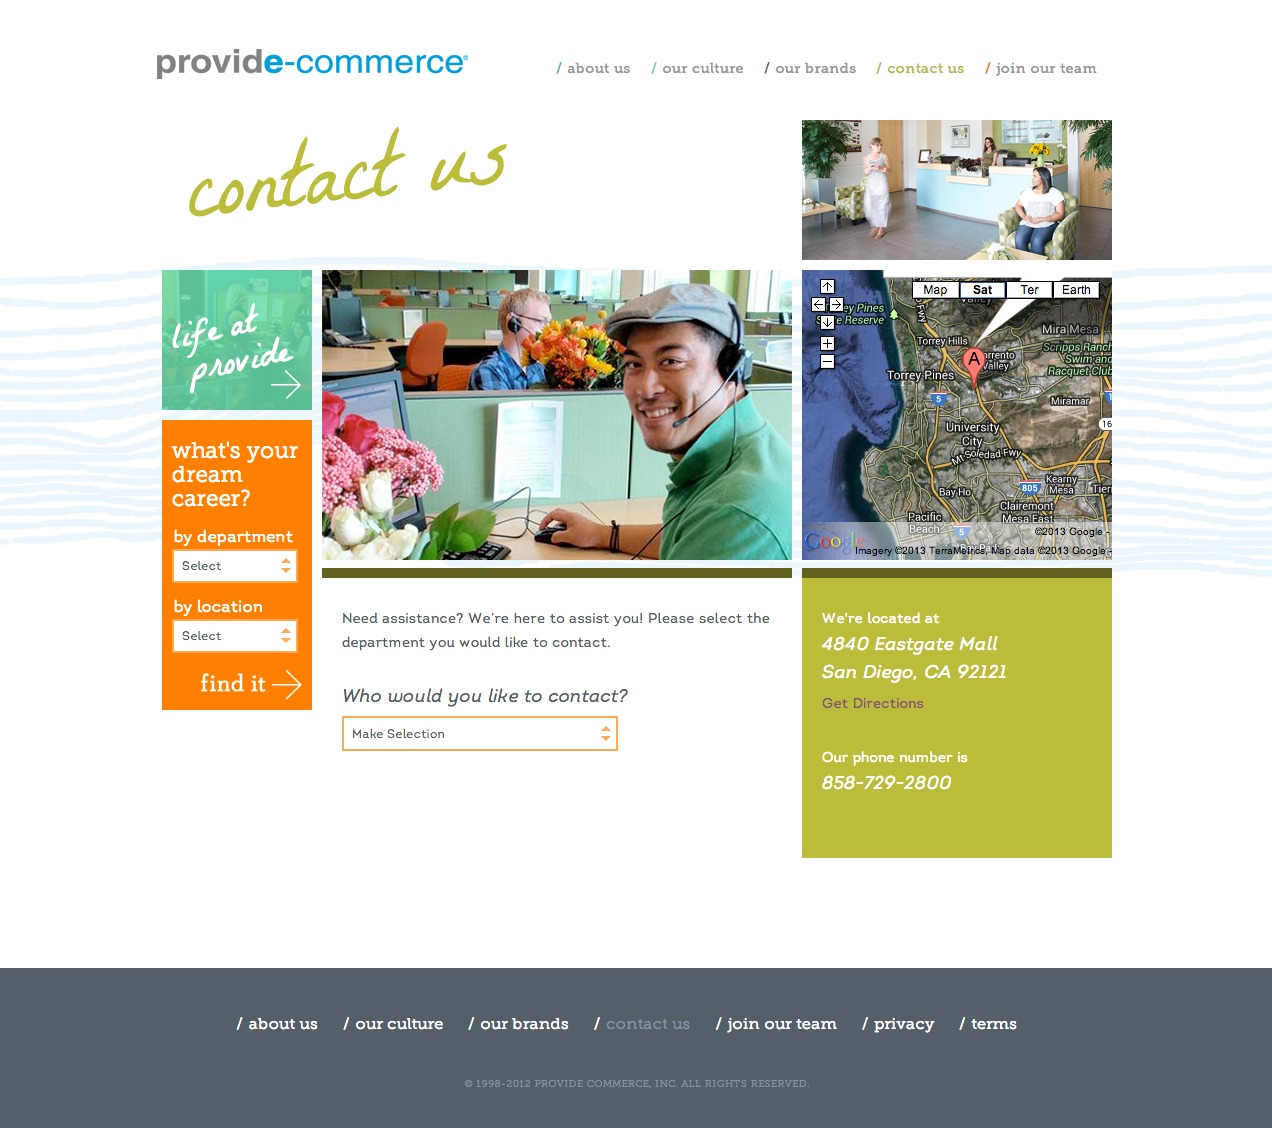 provide-commerce®
/ about us / our culture / our brands / contact us / join our team
contact us
life at
provide
what's your
dream
career?
by department
Select
by location
Select
find it
Map Sat Ter Earth
Torrey Hills
Mira Mesa
Scripps Ranch
Swim and
Racquet Club
Torrey Pines
5
Miramar
University
City
Mt Soledad Fwy
805
Kearny
Mesa
Bay Ho
Clairemont
Mesa East
Pacific
Beach
5
©2013 Google -
Google
Imagery ©2013 TerraMetrics, Map data ©2013 Google -
Need assistance? We're here to assist you! Please select the
department you would like to contact.
Who would you like to contact?
Make Selection
We're located at
4840 Eastgate Mall
San Diego, CA 92121
Get Directions
Our phone number is
858-729-2800
/ about us / our culture / our brands / contact us / join our team / privacy / terms
© 1998-2012 PROVIDE COMMERCE, INC. ALL RIGHTS RESERVED.